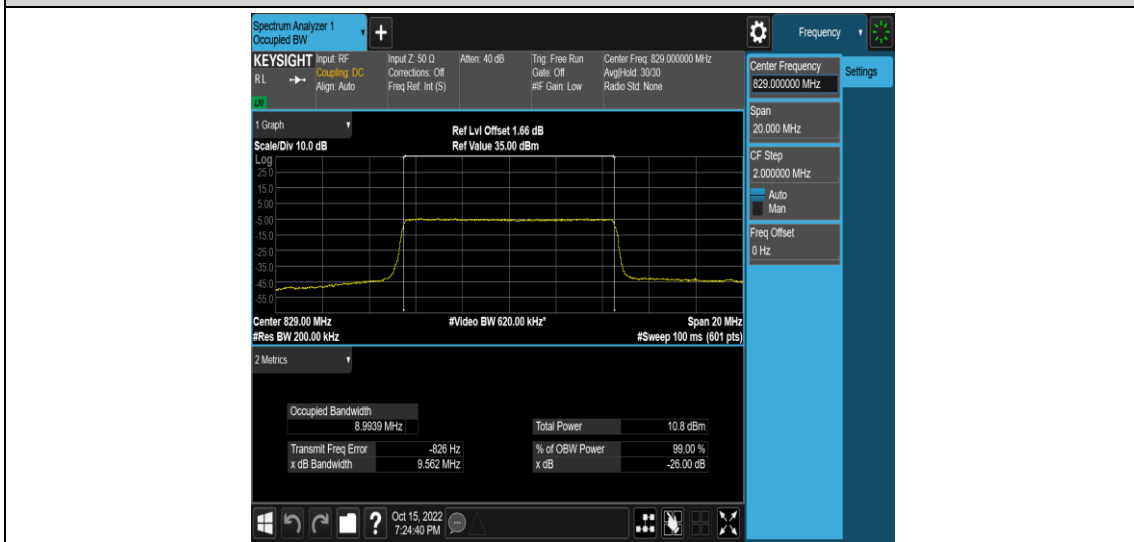 Spectrum Analyzer 1
Occupied BW
+
Frequency
KEYSIGHT
RL
Input: RF
Coupling: DC
Align: Auto
Input Z: 50 Ω
Corrections: Off
Freq Ref: Int (S)
Atten: 40 dB
Trig: Free Run
Gate: Off
#IF Gain: Low
Center Freq: 829.000000 MHz
Avg|Hold: 30/30
Radio Std: None
Center Frequency
829.000000 MHz
Settings
Span
20.000 MHz
CF Step
2.000000 MHz
Auto
Man
Freq Offset
0 Hz
1 Graph
Scale/Div 10.0 dB
Ref Lvl Offset 1.66 dB
Ref Value 35.00 dBm
Log
25.0
15.0
5.00
-5.00
-15.0
-25.0
-35.0
-45.0
-55.0
Center 829.00 MHz
#Res BW 200.00 kHz
#Video BW 620.00 kHz*
Span 20 MHz
#Sweep 100 ms (601 pts)
2 Metrics
Occupied Bandwidth
8.9939 MHz
Total Power 10.8 dBm
Transmit Freq Error -826 Hz
% of OBW Power 99.00 %
x dB Bandwidth 9.562 MHz
x dB -26.00 dB
?
Oct 15, 2022
7:24:40 PM